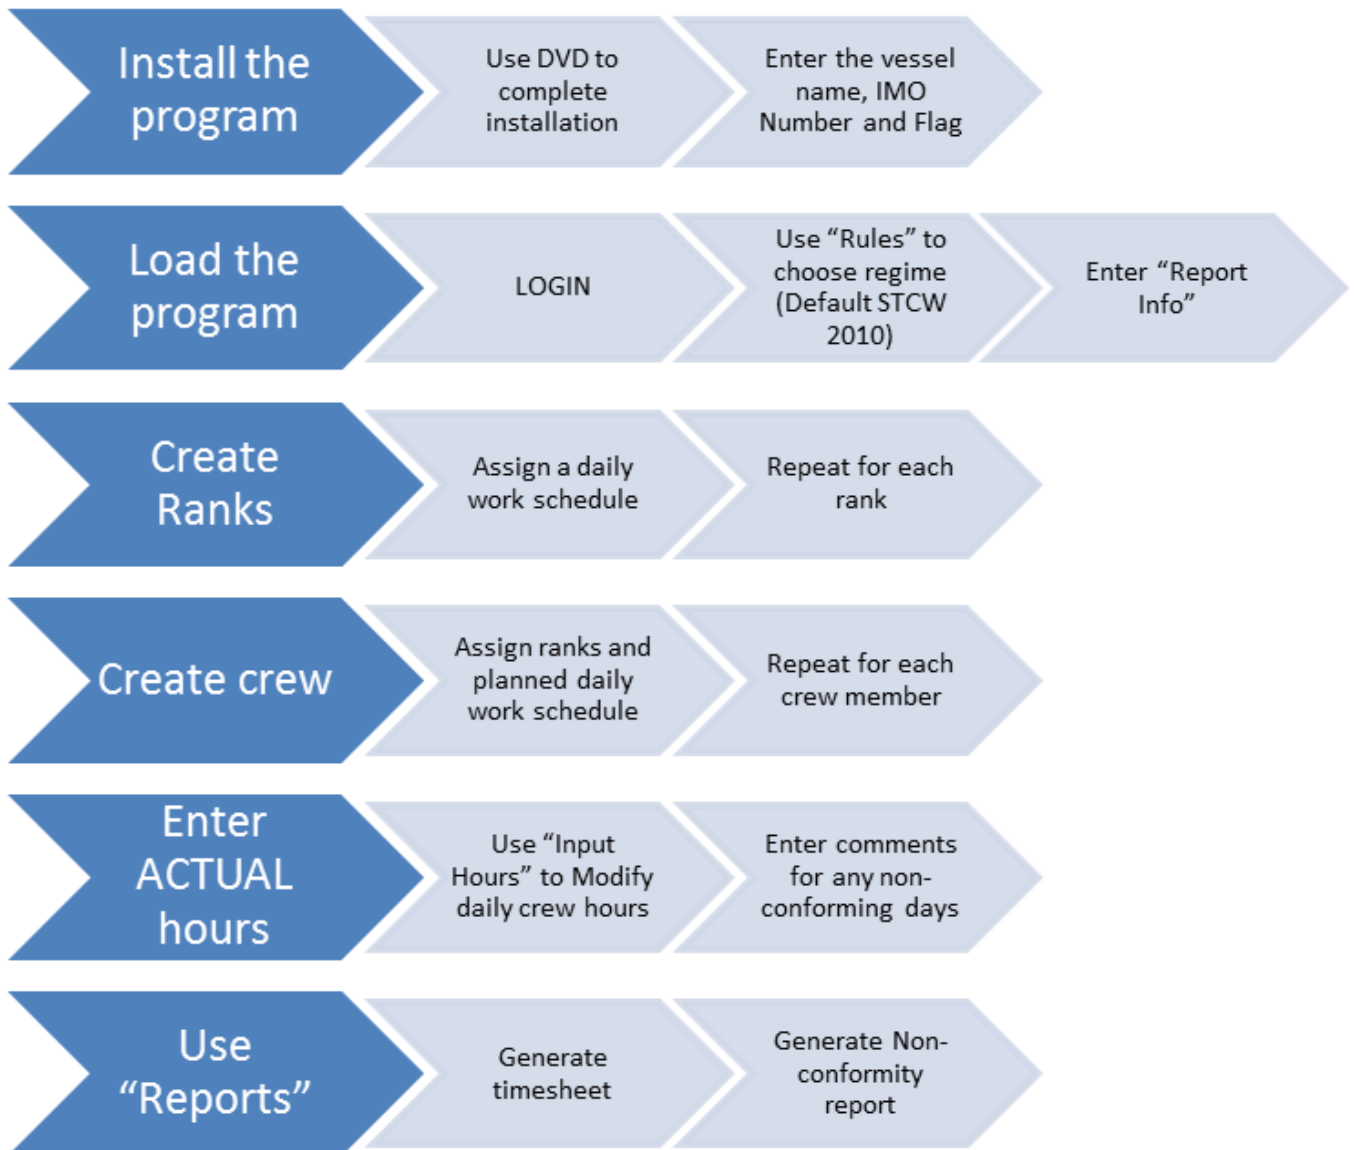 Install the
program
Use DVD to
complete
installation
Enter the vessel
name, IMO
Number and Flag
Load the
program
LOGIN
Use “Rules” to
choose regime
(Default STCW
2010)
Enter “Report
Info”
Create
Ranks
Assign a daily
work schedule
Repeat for each
rank
Create crew
Assign ranks and
planned daily
work schedule
Repeat for each
crew member
Enter
ACTUAL
hours
Use “Input
Hours” to Modify
daily crew hours
Enter comments
for any non-
conforming days
Use
“Reports”
Generate
timesheet
Generate Non-
conformity
report